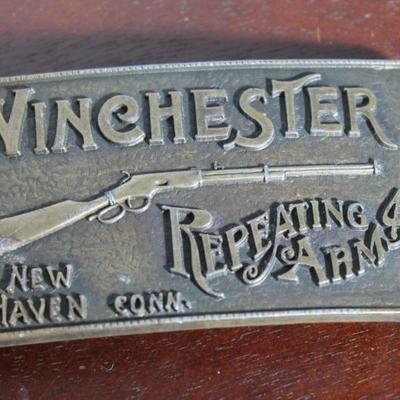 WINCHESTER
REPEATING
ARMS
NEW
HAVEN CONN.